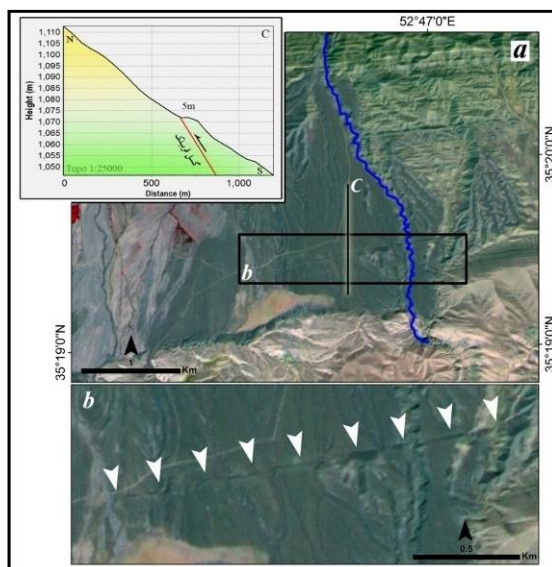 C
1,110
N
1,105
1,100
1,095
1,090
1,085
1,080
1,075
1,070
1,065
1,060
1,055
1,050
Height (m)
5m
S
Topo 1:25000
0
500
1,000
Distance (m)
52°47'0"E
a
35°20'0"N
C
b
35°19'0"N
35°19'0"N
1
Km
b
0.5
Km